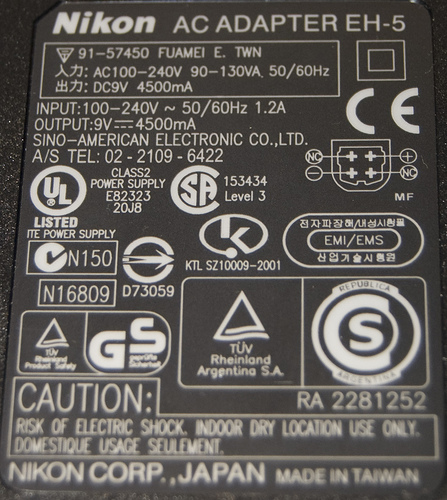 Nikon AC ADAPTER EH-5
91-57450 FUAMEI E. TWN
入力: AC100-240V 90-130VA, 50/60Hz
出力: DC9V 4500mA
INPUT:100-240V ~ 50/60Hz 1.2A
OUTPUT:9V⎓4500mA
SINO-AMERICAN ELECTRONIC CO.,LTD.
A/S TEL: 02 - 2109 - 6422
CE
NC + - NC
MF
UL
LISTED
ITE POWER SUPPLY
CLASS2
POWER SUPPLY
E82323
20J8
SA
153434
Level 3
N150
N16809
D73059
K
KTL SZ10009-2001
전자파장해/내성시험필
EMI/EMS
산업기술시험원
TÜV
Rheinland
Product Safety
GS
geprüfte
Sicherheit
TÜV
Rheinland
Argentina S.A.
REPUBLICA
S
ARGENTINA
CAUTION:
RA 2281252
RISK OF ELECTRIC SHOCK. INDOOR DRY LOCATION USE ONLY.
DOMESTIQUE USAGE SEULEMENT.
NIKON CORP.,JAPAN MADE IN TAIWAN